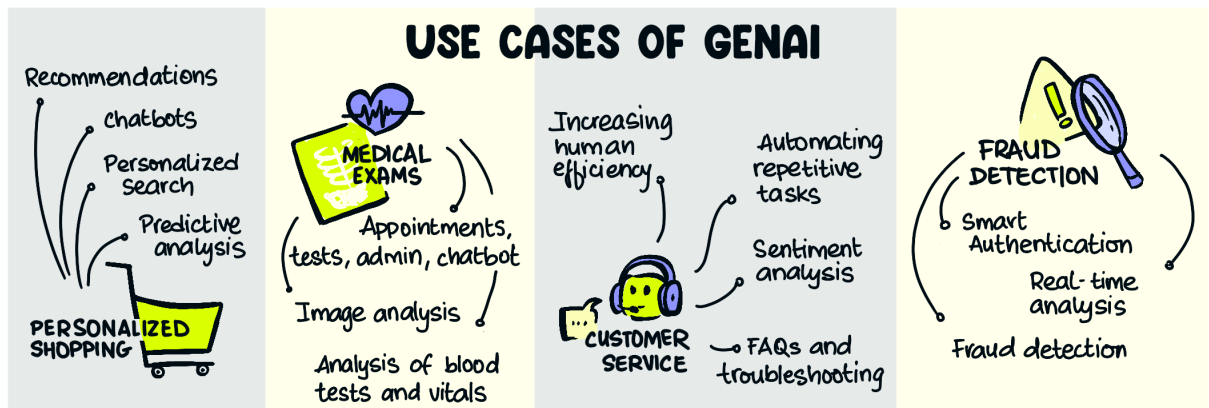 USE CASES OF GENAI
Recommendations
chatbots
Personalized
search
Predictive
analysis
PERSONALIZED
SHOPPING
MEDICAL
EXAMS
Appointments,
tests, admin, chatbot
Image analysis
Analysis of blood
tests and vitals
Increasing
human
efficiency
Automating
repetitive
tasks
Sentiment
analysis
CUSTOMER
SERVICE
FAQs and
troubleshooting
FRAUD
DETECTION
Smart
Authentication
Real-time
analysis
Fraud detection